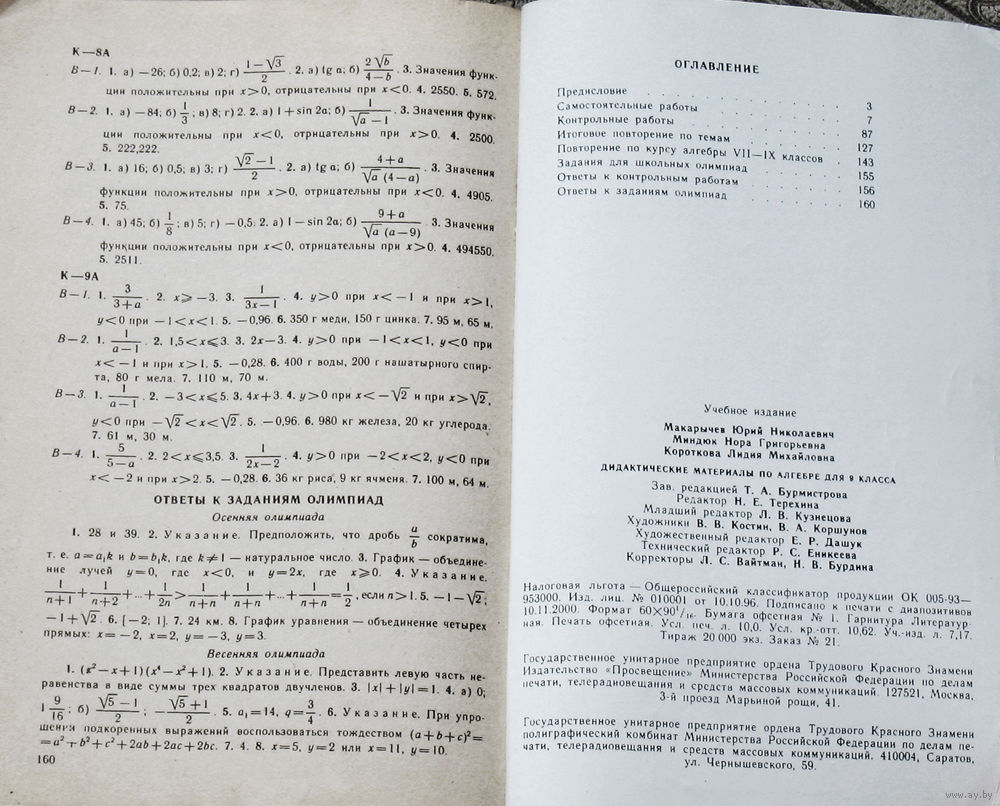 К—8А
В—1. 1. а) —26; б) 0,2; в) 2; г) (1−√3)/2. 2. а) tg α; б) 2√b/(4−b). 3. Значения функ-
ции положительны при x>0, отрицательны при x<0. 4. 2550. 5. 572.
В—2. 1. а) —84; б) 1/3; в) 8; г) 2. 2. а) 1+sin 2α; б) 1/(√a−1). 3. Значения функ-
ции положительны при x<0, отрицательны при x>0. 4. 2500.
5. 222,222.
В—3. 1. а) 16; б) 0,5; в) 3; г) (√2−1)/2. 2. а) tg α; б) (4+a)/(√a (4−a)). 3. Значения
функции положительны при x>0, отрицательны при x<0. 4. 4905.
5. 75.
В—4. 1. а) 45; б) 1/8; в) 5; г) —0,5. 2. а) 1−sin 2α; б) (9+a)/(√a (a−9)). 3. Значения
функции положительны при x<0, отрицательны при x>0. 4. 494550.
5. 2511.
К—9А
В—1. 1. 3/(3+a). 2. x⩾−3. 3. 1/(3x−1). 4. y>0 при x<−1 и при x>1,
y<0 при −1<x<1. 5. —0,96. 6. 350 г меди, 150 г цинка. 7. 95 м, 65 м.
В—2. 1. 1/(a−1). 2. 1,5<x⩽3. 3. 2x−3. 4. y>0 при −1<x<1, y<0 при
x<−1 и при x>1. 5. —0,28. 6. 400 г воды, 200 г нашатырного спир-
та, 80 г мела. 7. 110 м, 70 м.
В—3. 1. 1/(a−1). 2. −3<x⩽5. 3. 4x+3. 4. y>0 при x<−√2 и при x>√2,
y<0 при −√2<x<√2. 5. —0,96. 6. 980 кг железа, 20 кг углерода.
7. 61 м, 30 м.
В—4. 1. 5/(5−a). 2. 2<x⩽3,5. 3. 1/(2x−2). 4. y>0 при −2<x<2, y<0 при
x<−2 и при x>2. 5. —0,28. 6. 36 кг риса, 9 кг ячменя. 7. 100 м, 64 м.
ОТВЕТЫ К ЗАДАНИЯМ ОЛИМПИАД
Осенняя олимпиада
1. 28 и 39. 2. Указание. Предположить, что дробь a/b сократима,
т. е. a=a₁k и b=b₁k, где k≠1 — натуральное число. 3. График — объедине-
ние лучей y=0, где x<0, и y=2x, где x⩾0. 4. Указание.
1/(n+1)+1/(n+2)+...+1/2n>1/(n+n)+1/(n+n)+...+1/(n+n)=1/2, если n>1. 5. −1−√2;
−1+√2. 6. [−2; 1]. 7. 24 км. 8. График уравнения — объединение четырех
прямых: x=−2, x=2, y=−3, y=3.
Весенняя олимпиада
1. (x²−x+1)(x⁴−x²+1). 2. Указание. Представить левую часть не-
равенства в виде суммы трех квадратов двучленов. 3. |x|+|y|=1. 4. а) 0;
1 9/16; б) (√5−1)/2; −(√5+1)/2. 5. a₁=14, q=3/4. 6. Указание. При упро-
щении подкоренных выражений воспользоваться тождеством (a+b+c)²=
=a²+b²+c²+2ab+2ac+2bc. 7. 4. 8. x=5, y=2 или x=11, y=10.
160
ОГЛАВЛЕНИЕ
Предисловие . . . . . . . . 3
Самостоятельные работы . . . . . . 7
Контрольные работы . . . . . . . 87
Итоговое повторение по темам . . . . . 127
Повторение по курсу алгебры VII—IX классов . 143
Задания для школьных олимпиад . . . . 155
Ответы к контрольным работам . . . . 156
Ответы к заданиям олимпиад . . . . . 160
Учебное издание
Макарычев Юрий Николаевич
Миндюк Нора Григорьевна
Короткова Лидия Михайловна
ДИДАКТИЧЕСКИЕ МАТЕРИАЛЫ ПО АЛГЕБРЕ ДЛЯ 9 КЛАССА
Зав. редакцией Т. А. Бурмистрова
Редактор Н. Е. Терехина
Младший редактор Л. В. Кузнецова
Художники В. В. Костин, В. А. Коршунов
Художественный редактор Е. Р. Дашук
Технический редактор Р. С. Еникеева
Корректоры Л. С. Вайтман, Н. В. Бурдина
Налоговая льгота — Общероссийский классификатор продукции ОК 005-93—
953000. Изд. лиц. № 010001 от 10.10.96. Подписано к печати с диапозитивов
10.11.2000. Формат 60×90¹/₁₆. Бумага офсетная № 1. Гарнитура Литератур-
ная. Печать офсетная. Усл. печ. л. 10,0. Усл. кр.-отт. 10,62. Уч.-изд. л. 7,17.
Тираж 20 000 экз. Заказ № 21.
Государственное унитарное предприятие ордена Трудового Красного Знамени
Издательство «Просвещение» Министерства Российской Федерации по делам
печати, телерадиовещания и средств массовых коммуникаций. 127521, Москва,
3-й проезд Марьиной рощи, 41.
Государственное унитарное предприятие ордена Трудового Красного Знамени
полиграфический комбинат Министерства Российской Федерации по делам пе-
чати, телерадиовещания и средств массовых коммуникаций. 410004, Саратов,
ул. Чернышевского, 59.
www.ay.by